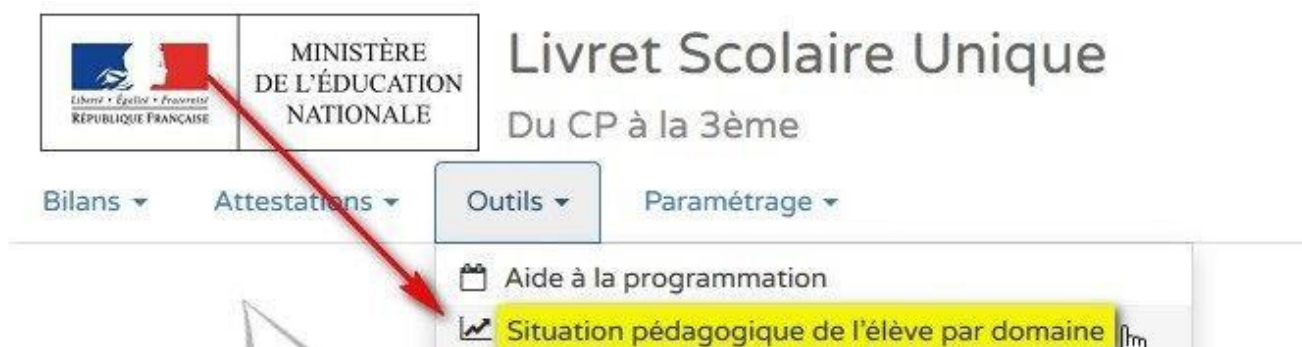 MINISTÈRE
DE L'ÉDUCATION
NATIONALE
Liberté • Égalité • Fraternité
RÉPUBLIQUE FRANÇAISE
Livret Scolaire Unique
Du CP à la 3ème
Bilans Attestations Outils Paramétrage
Aide à la programmation
Situation pédagogique de l'élève par domaine